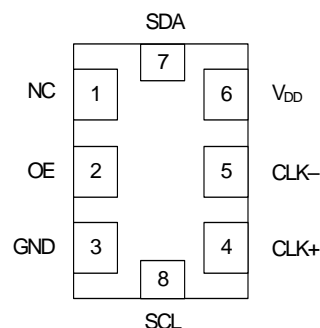 SDA
7
NC 1 6 VDD
OE 2 5 CLK–
GND 3 4 CLK+
8
SCL